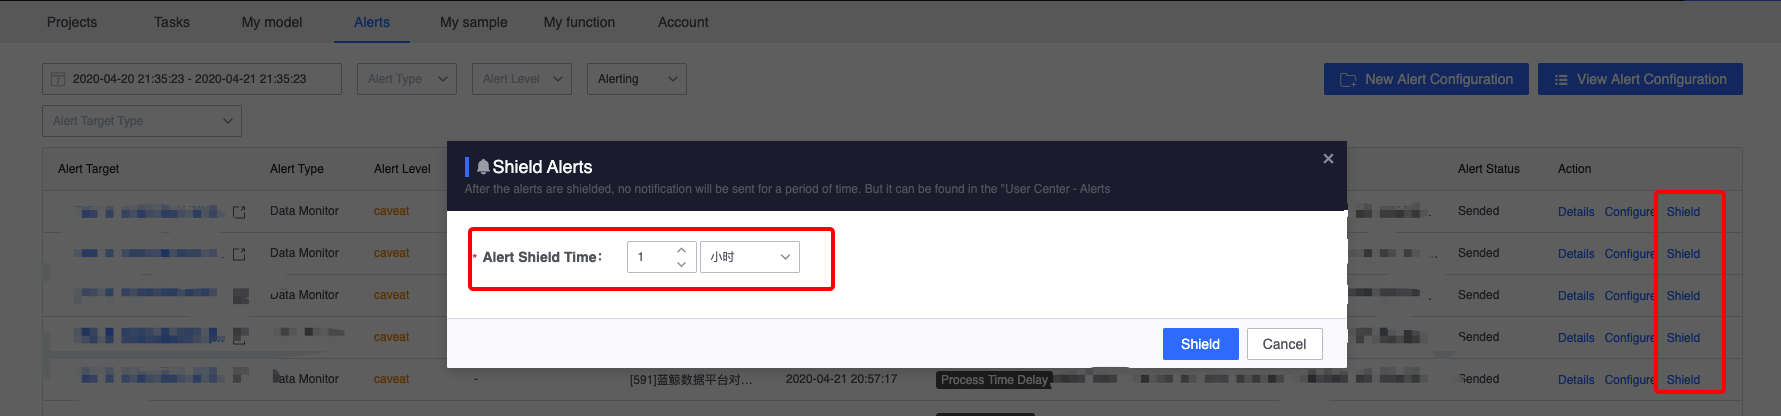 Projects Tasks My model Alerts My sample My function Account
2020-04-20 21:35:23 - 2020-04-21 21:35:23 Alert Type Alert Level Alerting New Alert Configuration View Alert Configuration
Alert Target Type
Alert Target Alert Type Alert Level Alert Status Action
Shield Alerts
After the alerts are shielded, no notification will be sent for a period of time. But it can be found in the "User Center - Alerts
Data Monitor caveat Sended Details Configure Shield
* Alert Shield Time： 1 小时
Data Monitor caveat Sended Details Configure Shield
Data Monitor caveat Sended Details Configure Shield
caveat Sended Details Configure Shield
Shield Cancel
Data Monitor caveat - [591]蓝鲸数据平台对... 2020-04-21 20:57:17 Process Time Delay Sended Details Configure Shield